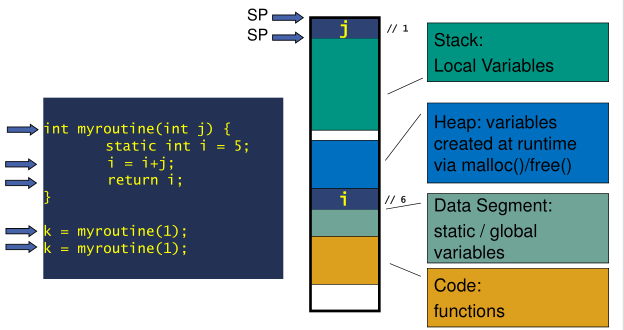 SP
SP
j
// 1
Stack:
Local Variables
int myroutine(int j) {
static int i = 5;
i = i+j;
return i;
}
k = myroutine(1);
k = myroutine(1);
Heap: variables
created at runtime
via malloc()/free()
i
// 6
Data Segment:
static / global
variables
Code:
functions